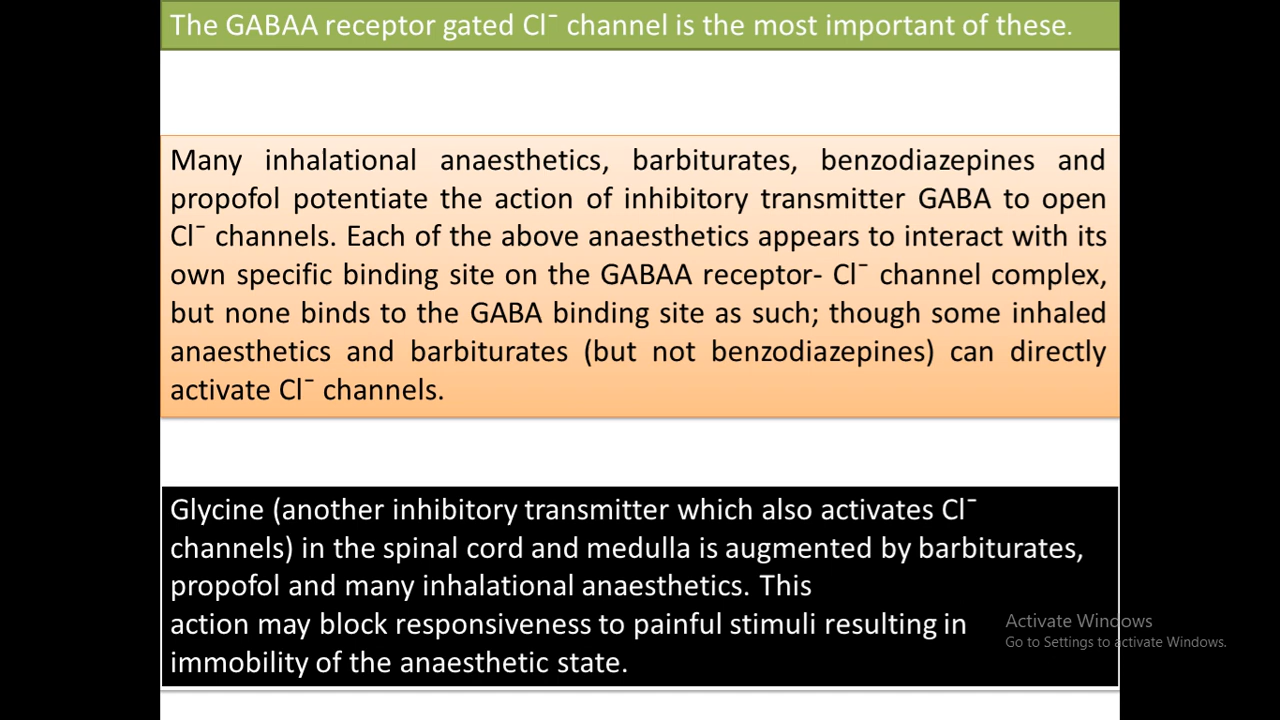 The GABAA receptor gated Cl¯ channel is the most important of these.
Many inhalational anaesthetics, barbiturates, benzodiazepines and
propofol potentiate the action of inhibitory transmitter GABA to open
Cl¯ channels. Each of the above anaesthetics appears to interact with its
own specific binding site on the GABAA receptor- Cl¯ channel complex,
but none binds to the GABA binding site as such; though some inhaled
anaesthetics and barbiturates (but not benzodiazepines) can directly
activate Cl¯ channels.
Glycine (another inhibitory transmitter which also activates Cl¯
channels) in the spinal cord and medulla is augmented by barbiturates,
propofol and many inhalational anaesthetics. This
action may block responsiveness to painful stimuli resulting in
immobility of the anaesthetic state.
Activate Windows
Go to Settings to activate Windows.